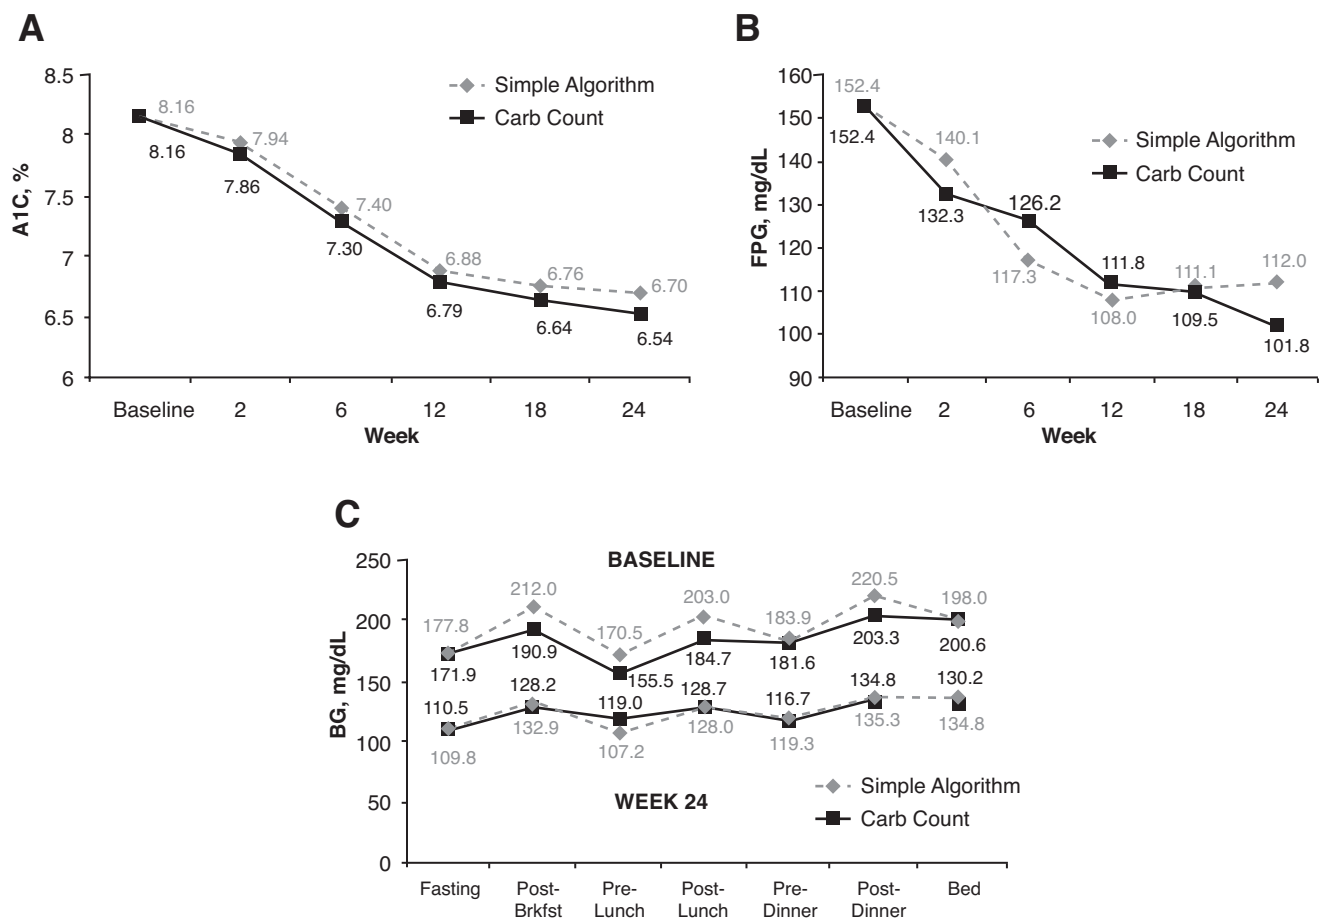 A
8.5
8
7.5
7
6.5
6
A1C, %
Simple Algorithm
Carb Count
8.16
7.94
7.40
6.88
6.76
6.70
8.16
7.86
7.30
6.79
6.64
6.54
Baseline 2 6 12 18 24
Week
B
160
150
140
130
120
110
100
90
FPG, mg/dL
Simple Algorithm
Carb Count
152.4
140.1
117.3
108.0
111.1
112.0
152.4
132.3
126.2
111.8
109.5
101.8
Baseline 2 6 12 18 24
Week
C
250
200
150
100
50
0
BG, mg/dL
BASELINE
177.8 212.0 170.5 203.0 183.9 220.5 198.0
171.9 190.9 155.5 184.7 181.6 203.3 200.6
110.5 128.2 119.0 128.7 116.7 134.8 130.2
109.8 132.9 107.2 128.0 119.3 135.3 134.8
WEEK 24
Simple Algorithm
Carb Count
Fasting Post- Pre- Post- Pre- Post- Bed
Brkfst Lunch Lunch Dinner Dinner